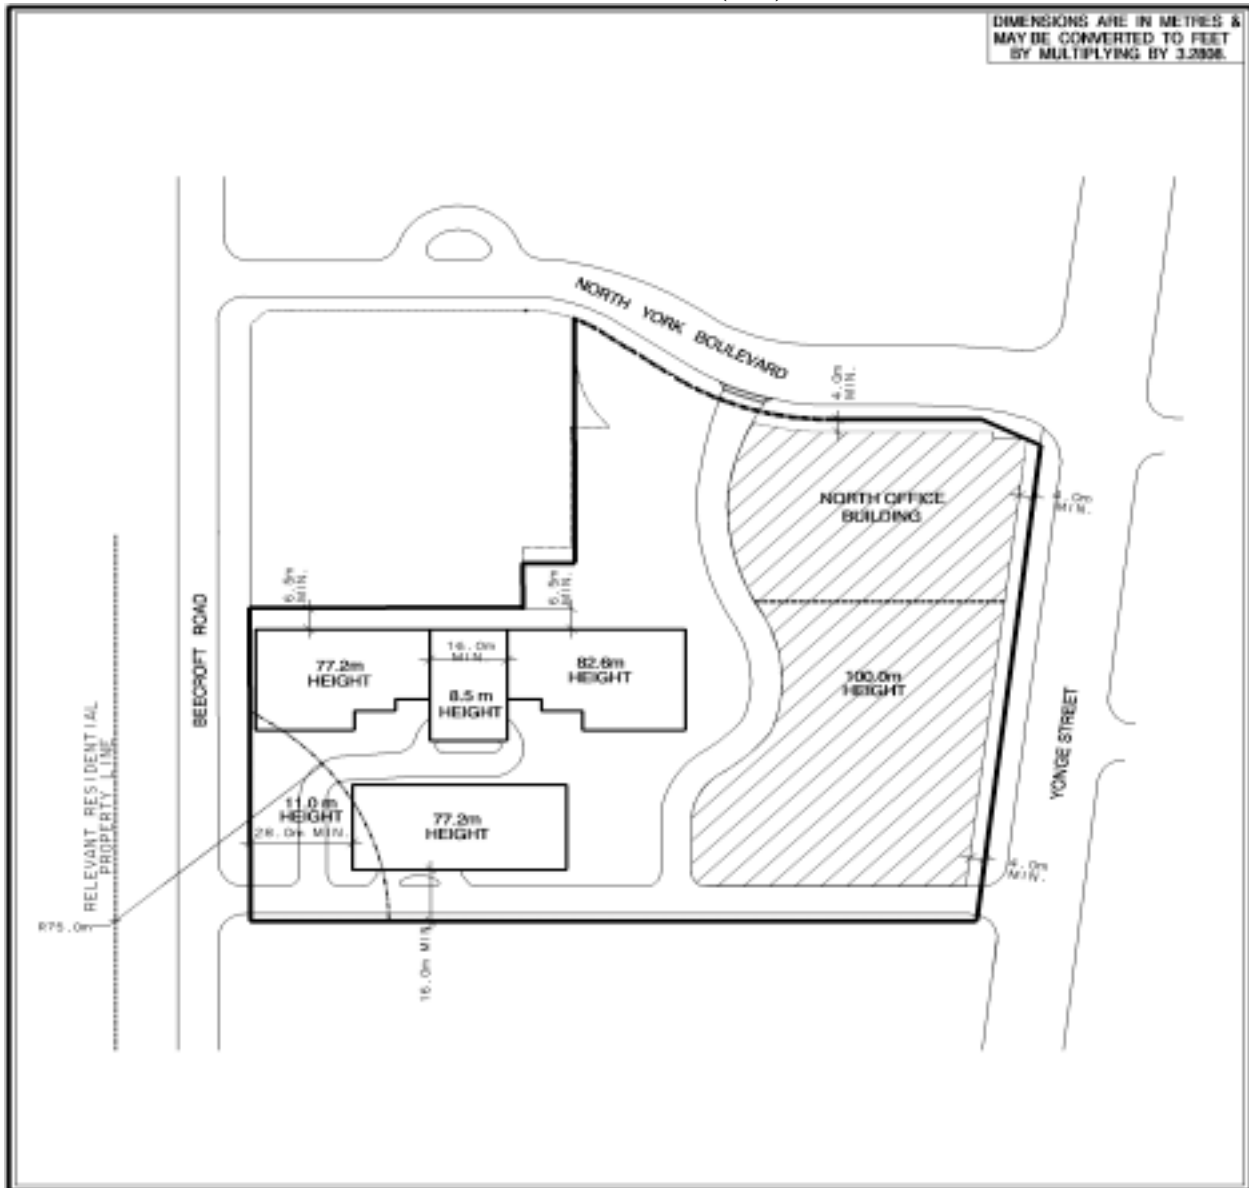 DIMENSIONS ARE IN METRES &
MAY BE CONVERTED TO FEET
BY MULTIPLYING BY 3.2808.
NORTH YORK BOULEVARD
4.0m
MIN.
NORTH OFFICE
BUILDING
4.0m
MIN.
6.5m
MIN.
6.5m
MIN.
BEECROFT ROAD
77.2m
HEIGHT
16.0m
MIN
82.6m
HEIGHT
8.5 m
HEIGHT
100.0m
HEIGHT
RELEVANT RESIDENTIAL
PROPERTY LINE
YONGE STREET
11.0 m
HEIGHT
28.0m MIN.
77.2m
HEIGHT
4.0m
MIN.
R75.0m
16.0m MIN